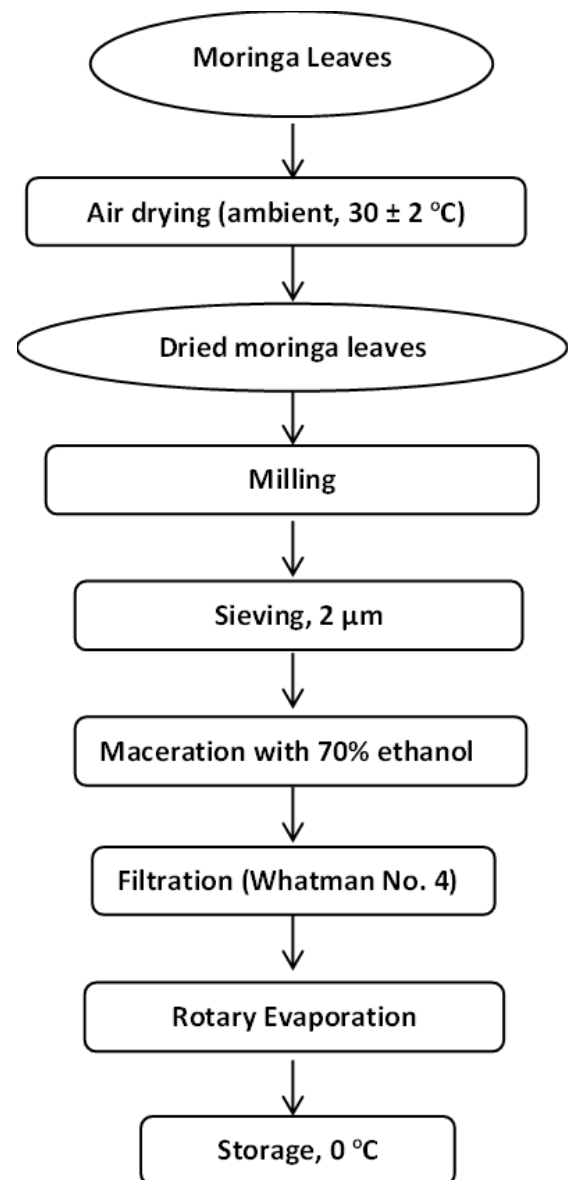 Moringa Leaves
Air drying (ambient, 30 ± 2 °C)
Dried moringa leaves
Milling
Sieving, 2 µm
Maceration with 70% ethanol
Filtration (Whatman No. 4)
Rotary Evaporation
Storage, 0 °C